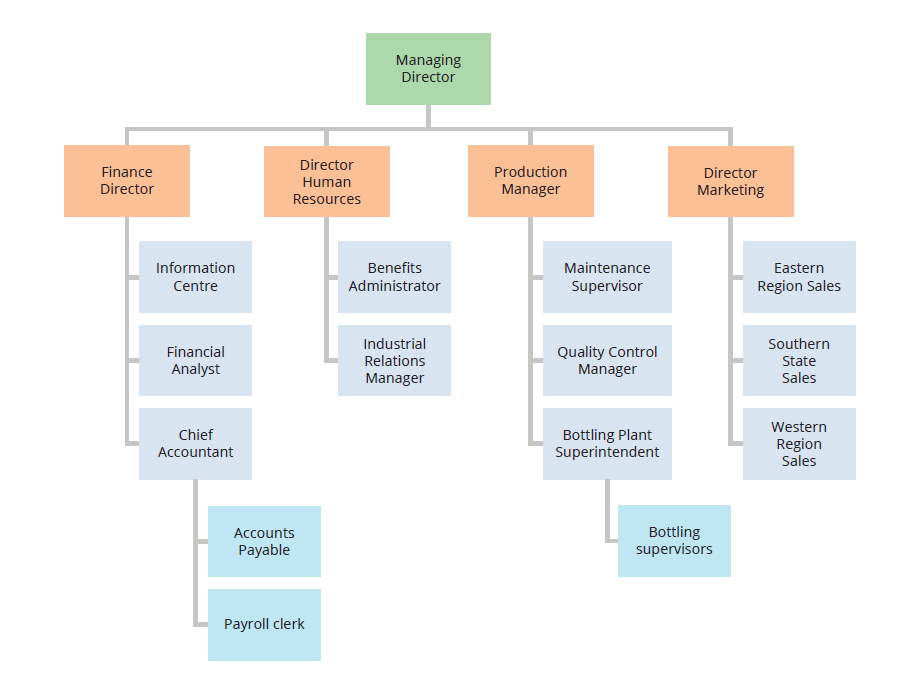 Managing
Director
Finance
Director
Director
Human
Resources
Production
Manager
Director
Marketing
Information
Centre
Benefits
Administrator
Maintenance
Supervisor
Eastern
Region Sales
Financial
Analyst
Industrial
Relations
Manager
Quality Control
Manager
Southern
State
Sales
Chief
Accountant
Bottling Plant
Superintendent
Western
Region
Sales
Accounts
Payable
Bottling
supervisors
Payroll clerk